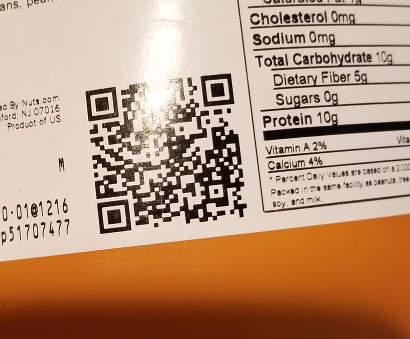 By Nuts.com
NJ 07016
Product of US
M
0-01@1216
p51707477
Cholesterol 0mg
Sodium 0mg
Total Carbohydrate 10g
Dietary Fiber 5g
Sugars 0g
Protein 10g
Vitamin A 2%
Calcium 4%
* Percent Daily Values are based on a
Packed in the same facility as peanuts, tree
soy, and milk.